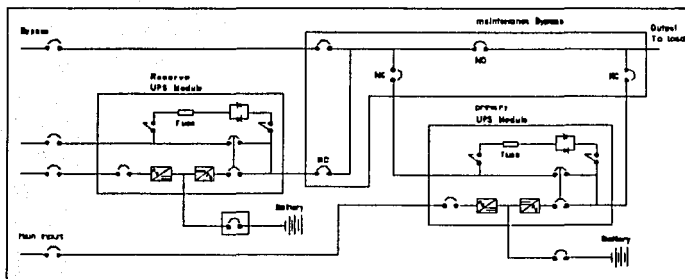 maintenance Bypass
Bypass
Output
To Load
NO
NC
NC
Reserve
UPS Module
Fuse
primary
UPS Module
Fuse
NC
Battery
Main Input
Battery